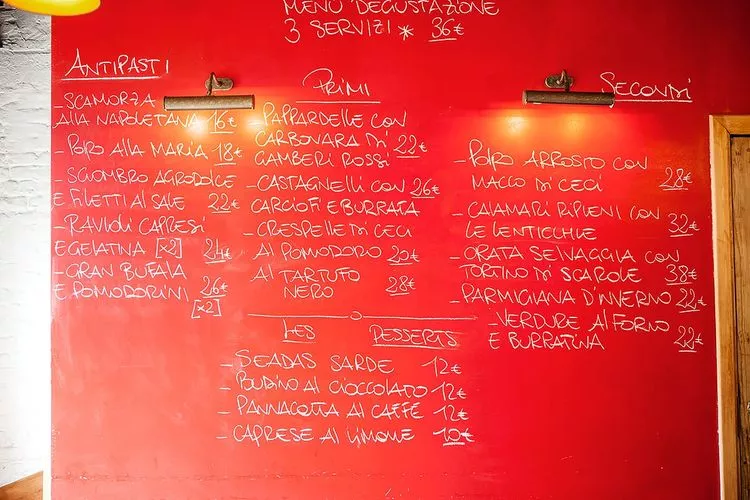 MENÙ DEGUSTAZIONE
3 SERVIZI * 36€
ANTIPASTI
- SCAMORZA
ALLA NAPOLETANA 16€
- POLPO ALLA MARIA 18€
- SGOMBRO AGRODOLCE
E FILETTI AL SALE 22€
- RAVIOLI CAPRESI
E GELATINA [x2] 24€
- GRAN BUFALA
E POMODORINI 26€
[x2]
PRIMI
- PAPPARDELLE CON
CARBONARA DI 22€
GAMBERI ROSSI
- CASTAGNELLI CON 26€
CARCIOFI E BURRATA
- CRESPELLE DI CECI
AL POMODORO 20€
AL TARTUFO
NERO 28€
SECONDI
- POLPO ARROSTO CON
MACCO DI CECI 28€
- CALAMARI RIPIENI CON
LE LENTICCHIE 32€
- ORATA SELVAGGIA CON
TORTINO DI SCAROLE 38€
- PARMIGIANA D'INVERNO 22€
- VERDURE AL FORNO
E BURRATINA 22€
LES DESSERTS
- SEADAS SARDE 12€
- BUDINO AL CIOCCOLATO 12€
- PANNACOTTA AL CAFFÈ 12€
- CAPRESE AL LIMONE 10€